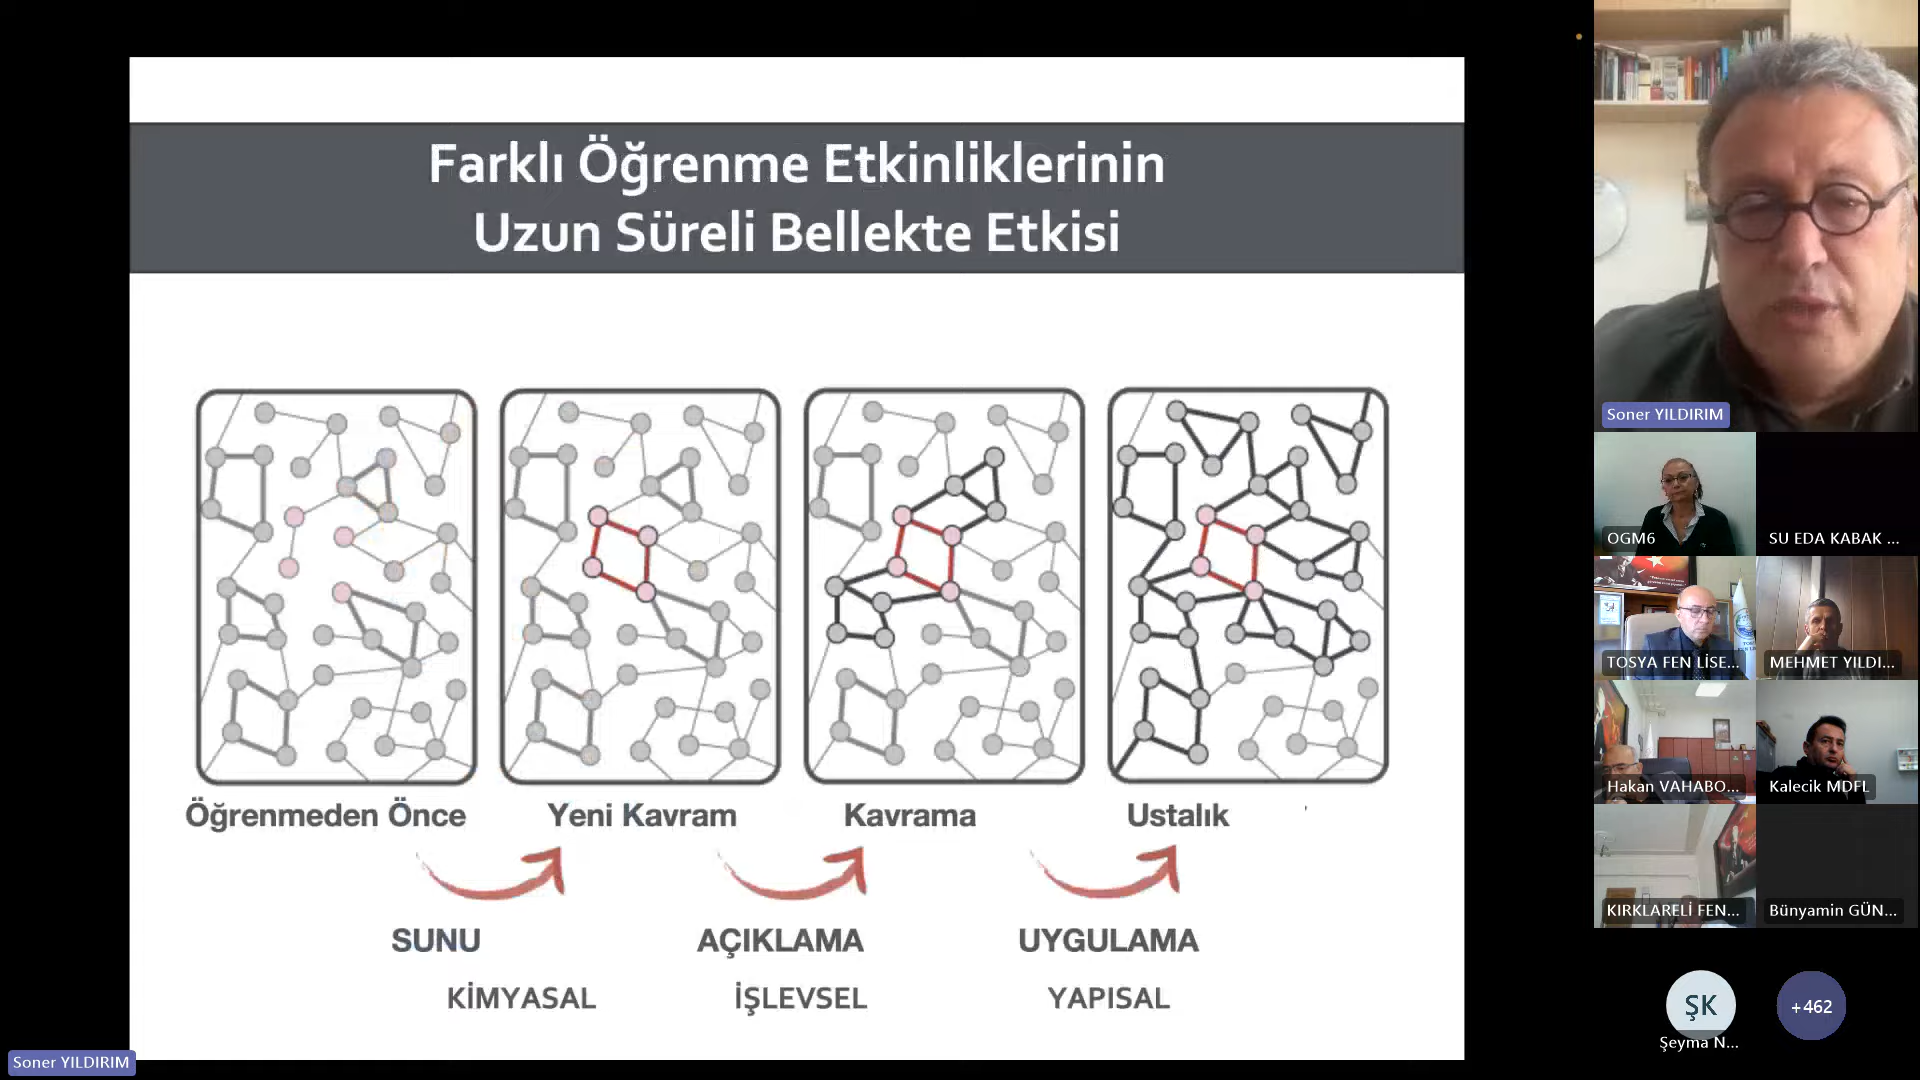 Farklı Öğrenme Etkinliklerinin
Uzun Süreli Bellekte Etkisi
Öğrenmeden Önce
Yeni Kavram
Kavrama
Ustalık
SUNU
AÇIKLAMA
UYGULAMA
KİMYASAL
İŞLEVSEL
YAPISAL
Soner YILDIRIM
Soner YILDIRIM
OGM6
SU EDA KABAK ...
TOSYA FEN LİSE...
MEHMET YILDI...
Hakan VAHABO...
Kalecik MDFL
KIRKLARELİ FEN...
Bünyamin GÜN...
ŞK
+462
Şeyma N...